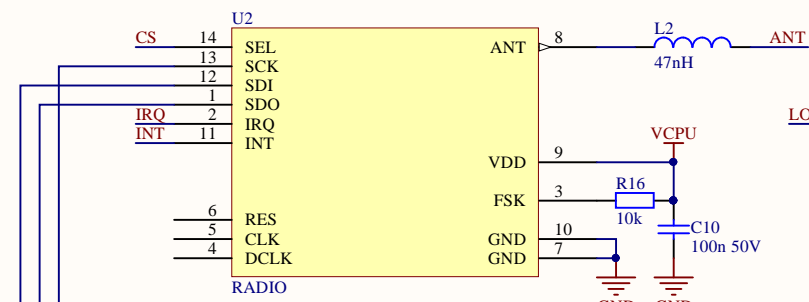 U2
CS 14 SEL ANT 8 L2 ANT
47nH
13 SCK
12 SDI
1 SDO
IRQ 2 IRQ
INT 11 INT
VCPU
VDD 9
FSK 3 R16
10k
6 RES
5 CLK
4 DCLK
GND 10
GND 7
C10
100n 50V
RADIO